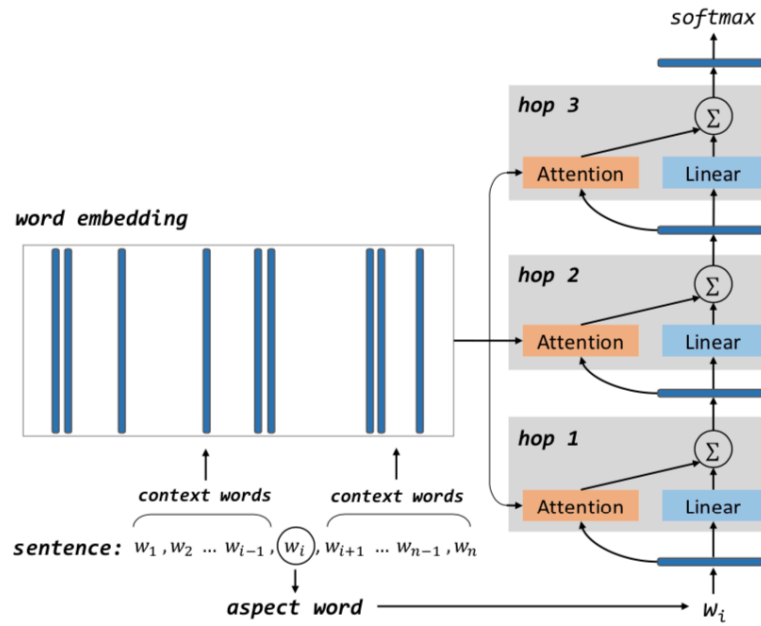 softmax
hop 3
Σ
Attention
Linear
word embedding
hop 2
Σ
Attention
Linear
hop 1
Σ
context words
context words
Attention
Linear
sentence: w₁ , w₂ … wᵢ₋₁ , wᵢ , wᵢ₊₁ … wₙ₋₁, wₙ
aspect word
wᵢ